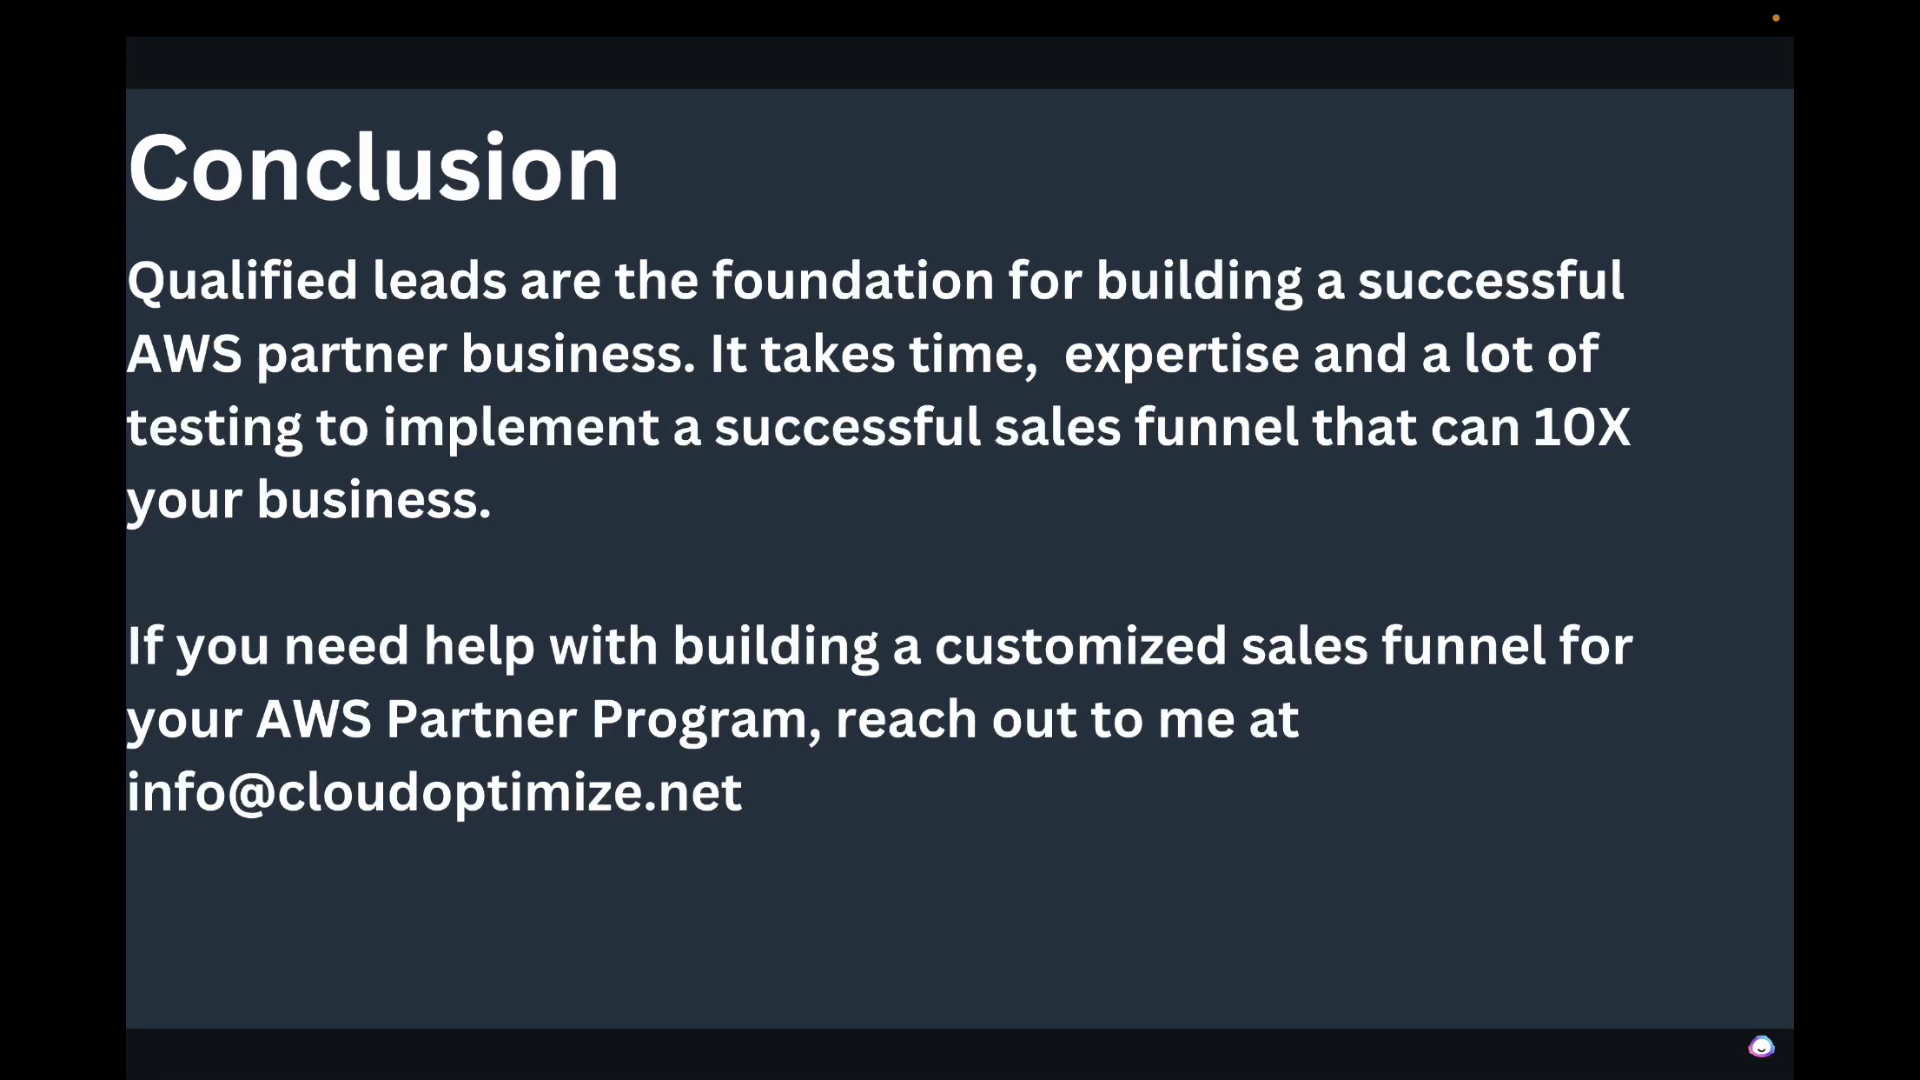 Conclusion
Qualified leads are the foundation for building a successful
AWS partner business. It takes time,  expertise and a lot of
testing to implement a successful sales funnel that can 10X
your business.
If you need help with building a customized sales funnel for
your AWS Partner Program, reach out to me at
info@cloudoptimize.net